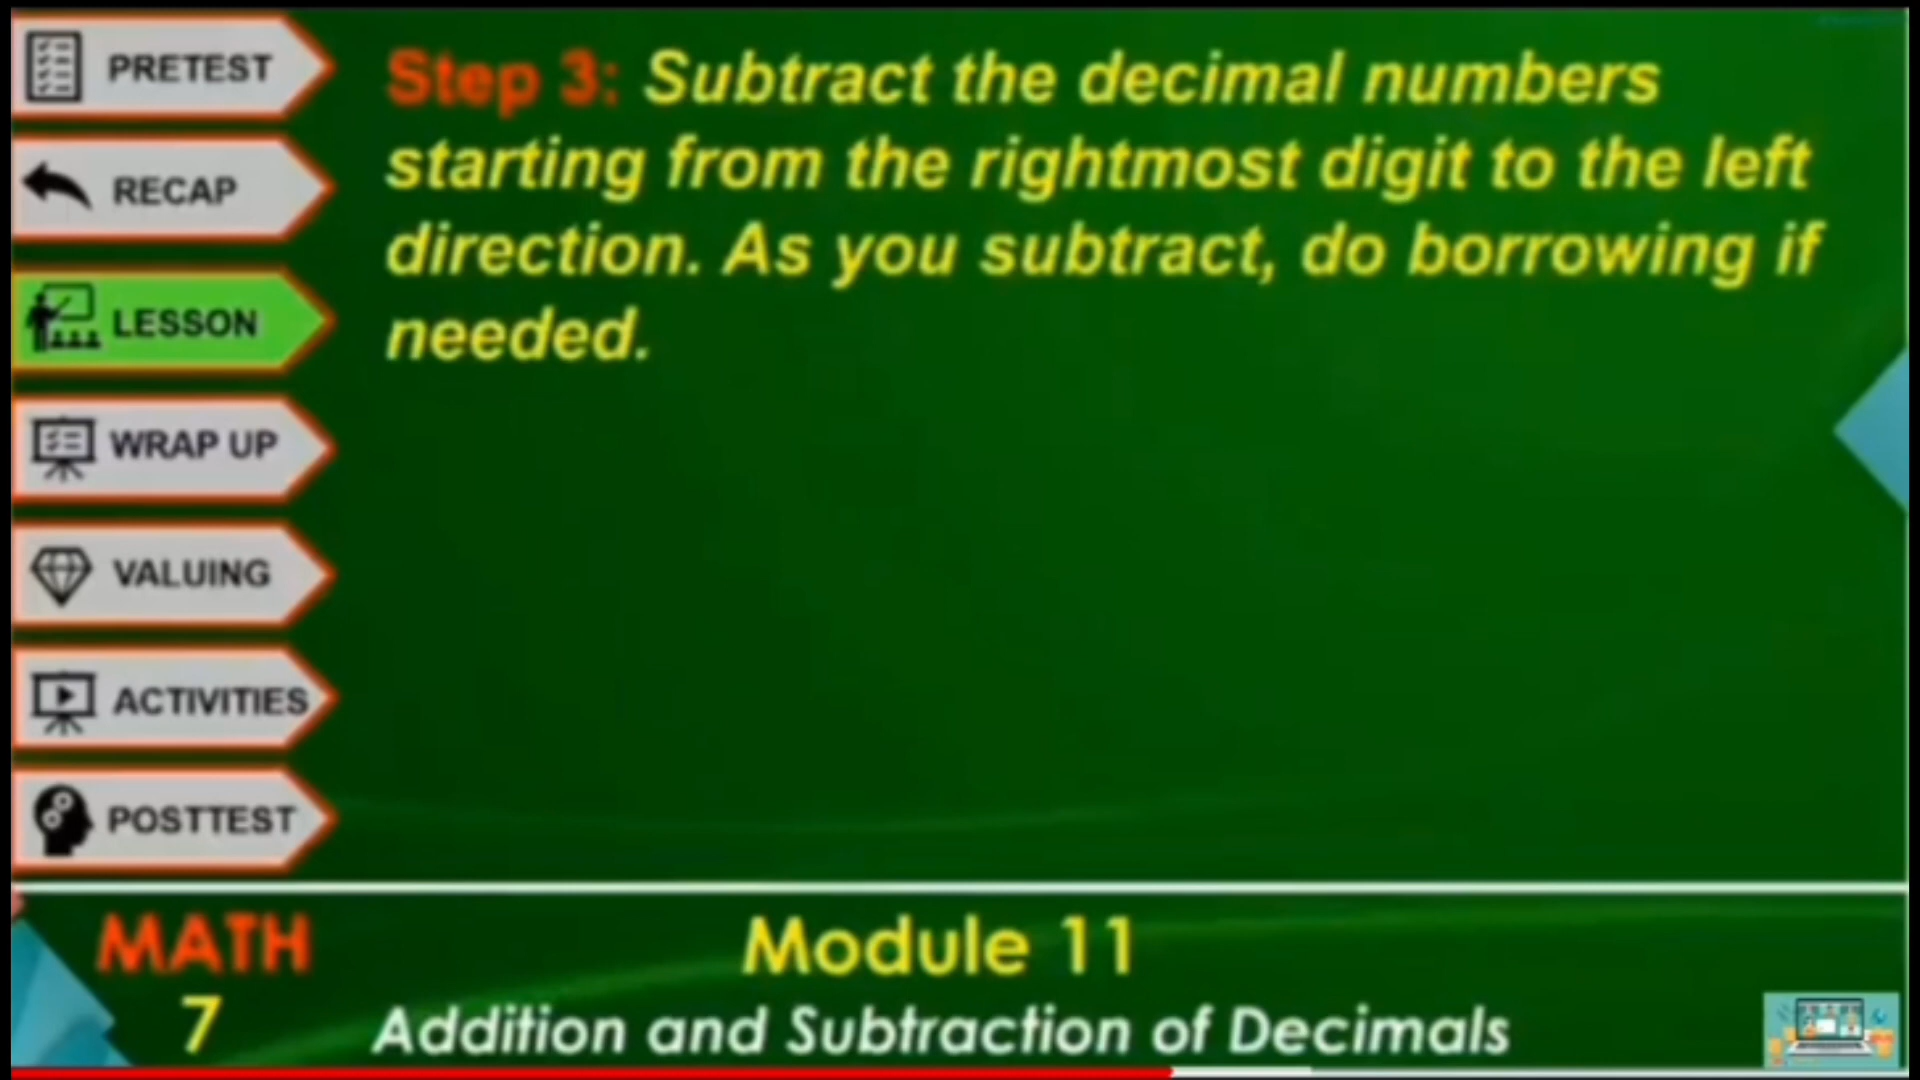 PRETEST
RECAP
LESSON
WRAP UP
VALUING
ACTIVITIES
POSTTEST
Step 3: Subtract the decimal numbers
starting from the rightmost digit to the left
direction. As you subtract, do borrowing if
needed.
MATH
7
Module 11
Addition and Subtraction of Decimals